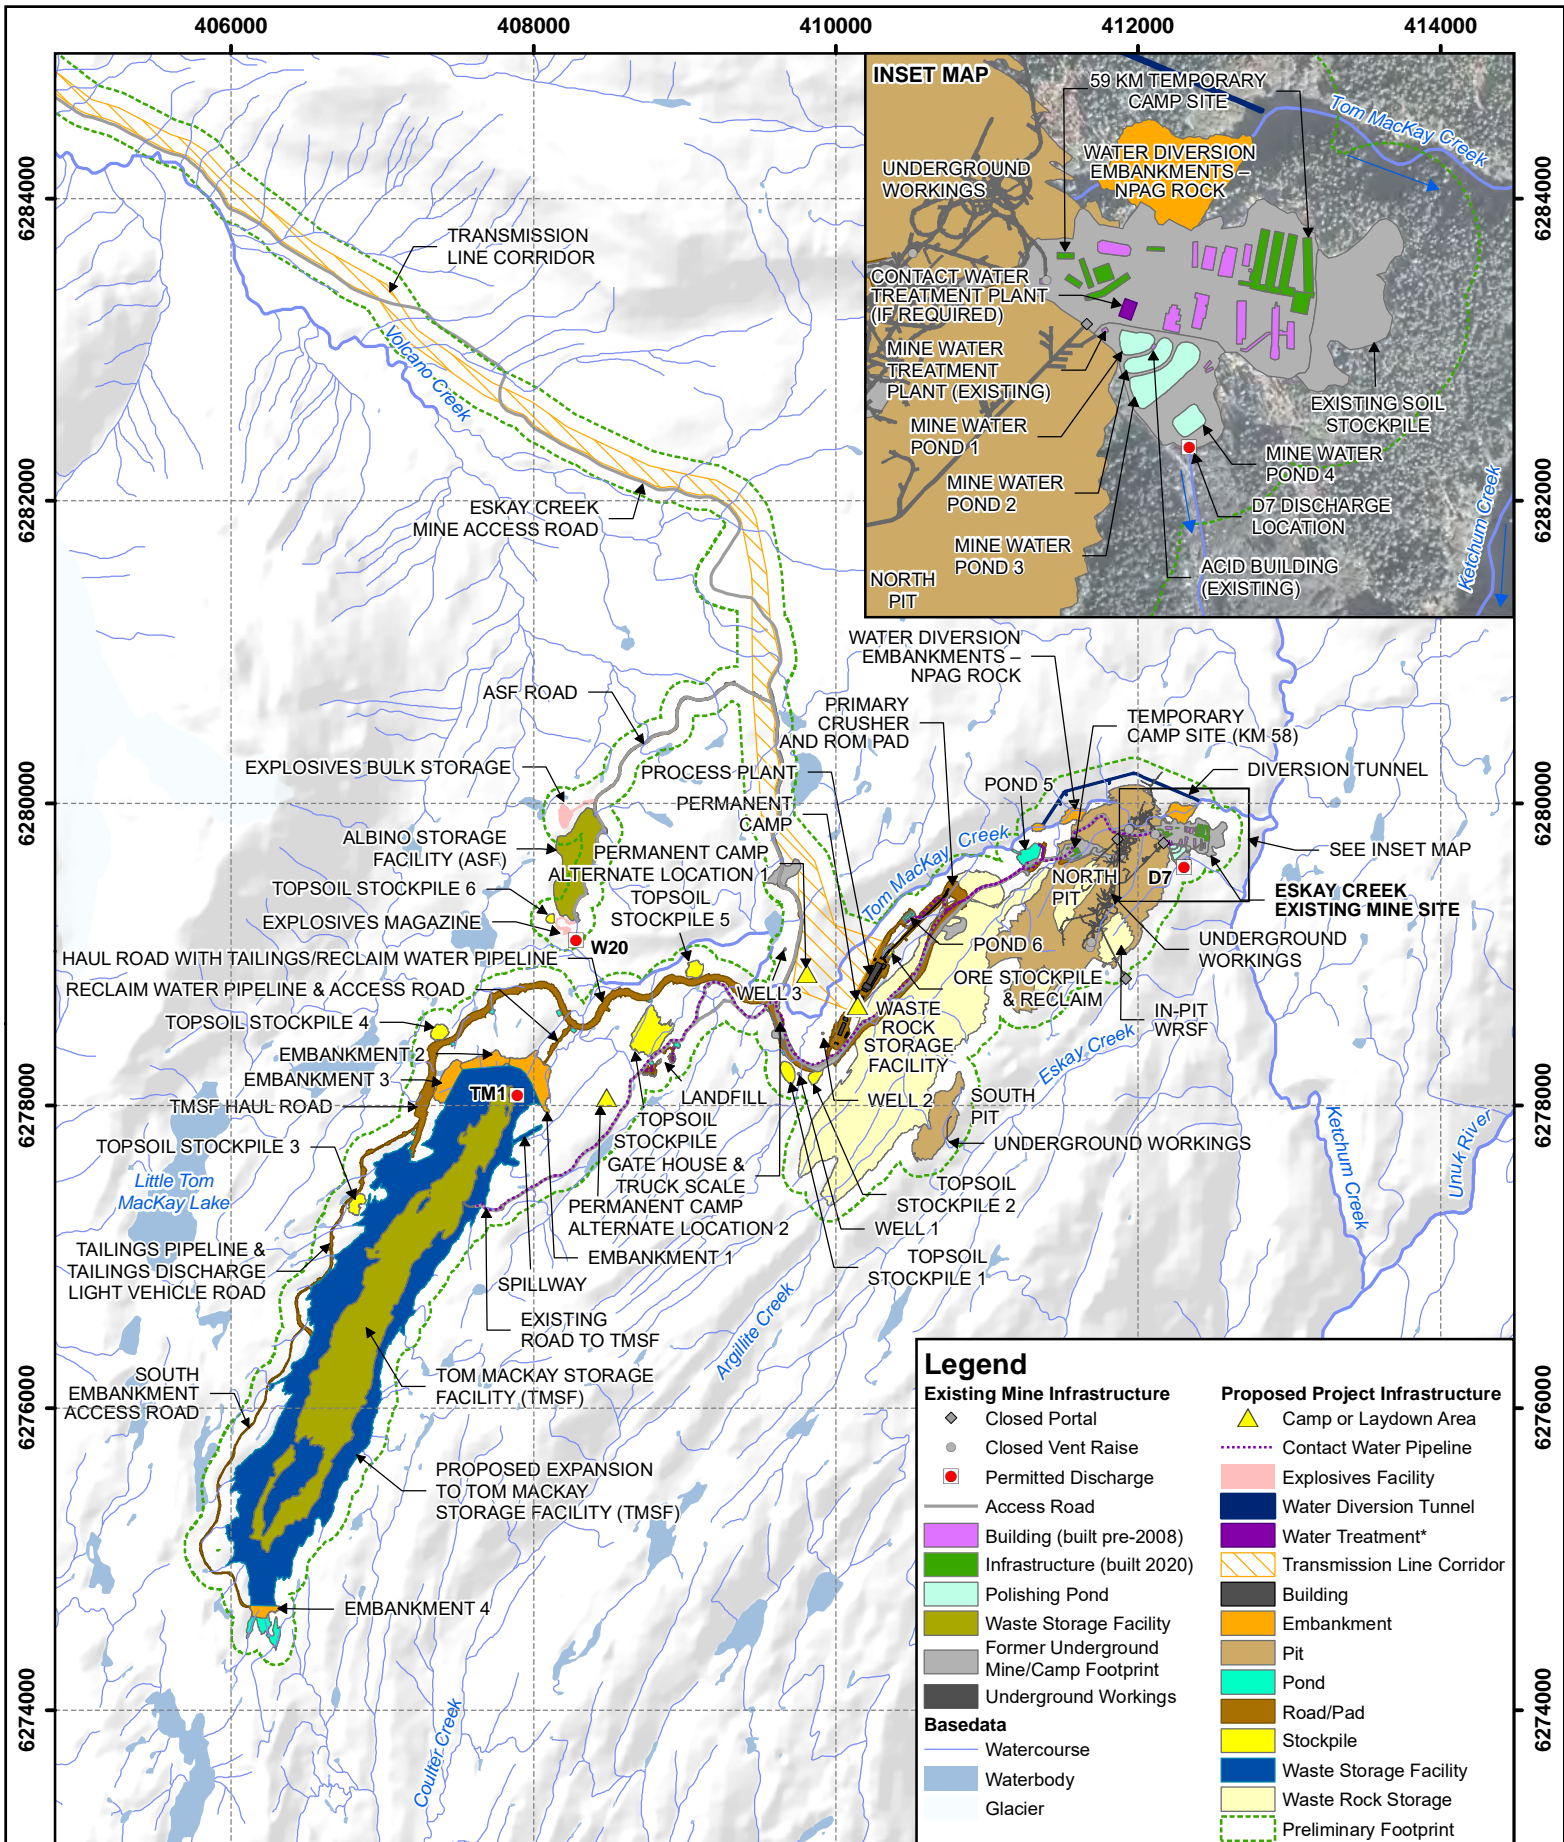 406000
408000
410000
412000
414000
6284000
6282000
6280000
6278000
6276000
6274000
6284000
6282000
6280000
6278000
6276000
6274000
INSET MAP
59 KM TEMPORARY
CAMP SITE
Tom MacKay Creek
UNDERGROUND
WORKINGS
WATER DIVERSION
EMBANKMENTS –
NPAG ROCK
CONTACT WATER
TREATMENT PLANT
(IF REQUIRED)
MINE WATER
TREATMENT
PLANT (EXISTING)
MINE WATER
POND 1
MINE WATER
POND 2
MINE WATER
POND 3
NORTH
PIT
EXISTING SOIL
STOCKPILE
MINE WATER
POND 4
D7 DISCHARGE
LOCATION
ACID BUILDING
(EXISTING)
Ketchum Creek
TRANSMISSION
LINE CORRIDOR
Volcano Creek
ESKAY CREEK
MINE ACCESS ROAD
ASF ROAD
EXPLOSIVES BULK STORAGE
ALBINO STORAGE
FACILITY (ASF)
TOPSOIL STOCKPILE 6
EXPLOSIVES MAGAZINE
W20
HAUL ROAD WITH TAILINGS/RECLAIM WATER PIPELINE
RECLAIM WATER PIPELINE & ACCESS ROAD
TOPSOIL STOCKPILE 4
EMBANKMENT 2
EMBANKMENT 3
TM1
TMSF HAUL ROAD
TOPSOIL STOCKPILE 3
Little Tom
MacKay Lake
TAILINGS PIPELINE &
TAILINGS DISCHARGE
LIGHT VEHICLE ROAD
SOUTH
EMBANKMENT
ACCESS ROAD
WATER DIVERSION
EMBANKMENTS –
NPAG ROCK
PRIMARY
CRUSHER
AND ROM PAD
TEMPORARY
CAMP SITE (KM 58)
PROCESS PLANT
PERMANENT
CAMP
POND 5
DIVERSION TUNNEL
PERMANENT CAMP
ALTERNATE LOCATION 1
TOPSOIL
STOCKPILE 5
Tom MacKay Creek
SEE INSET MAP
NORTH
PIT
D7
ESKAY CREEK
EXISTING MINE SITE
POND 6
UNDERGROUND
WORKINGS
WELL 3
ORE STOCKPILE
& RECLAIM
WASTE
ROCK
STORAGE
FACILITY
IN-PIT
WRSF
Eskay Creek
LANDFILL
WELL 2
SOUTH
PIT
TOPSOIL
STOCKPILE
UNDERGROUND WORKINGS
GATE HOUSE &
TRUCK SCALE
TOPSOIL
STOCKPILE 2
PERMANENT CAMP
ALTERNATE LOCATION 2
WELL 1
EMBANKMENT 1
TOPSOIL
STOCKPILE 1
SPILLWAY
EXISTING
ROAD TO TMSF
Ketchum Creek
Unuk River
Argillite Creek
TOM MACKAY STORAGE
FACILITY (TMSF)
PROPOSED EXPANSION
TO TOM MACKAY
STORAGE FACILITY (TMSF)
EMBANKMENT 4
Coulter Creek
Legend
Existing Mine Infrastructure
Closed Portal
Closed Vent Raise
Permitted Discharge
Access Road
Building (built pre-2008)
Infrastructure (built 2020)
Polishing Pond
Waste Storage Facility
Former Underground
Mine/Camp Footprint
Underground Workings
Basedata
Watercourse
Waterbody
Glacier
Proposed Project Infrastructure
Camp or Laydown Area
Contact Water Pipeline
Explosives Facility
Water Diversion Tunnel
Water Treatment*
Transmission Line Corridor
Building
Embankment
Pit
Pond
Road/Pad
Stockpile
Waste Storage Facility
Waste Rock Storage
Preliminary Footprint